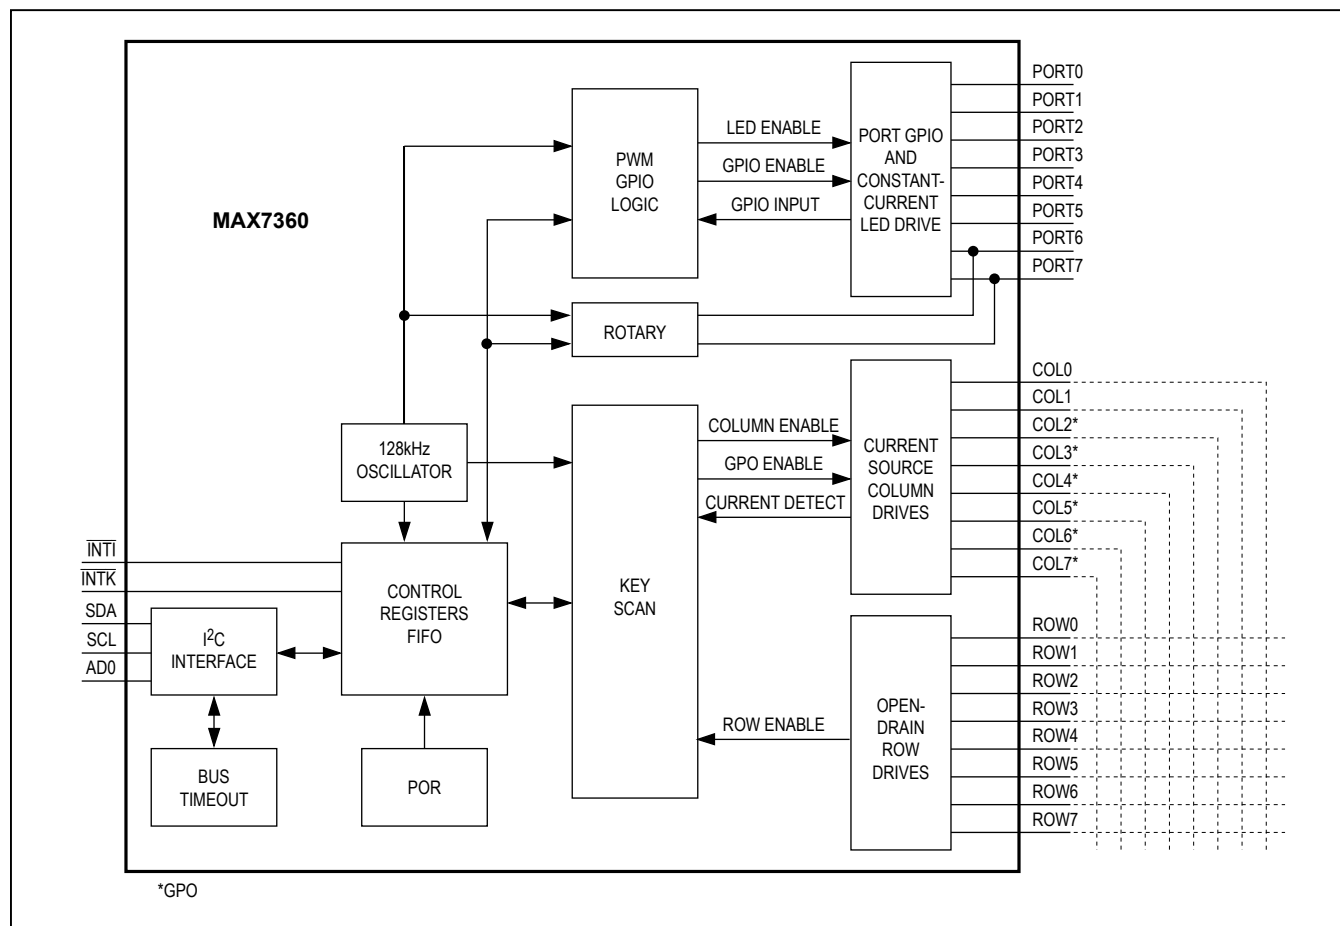 MAX7360
PWM
GPIO
LOGIC
LED ENABLE
GPIO ENABLE
GPIO INPUT
PORT GPIO
AND
CONSTANT-
CURRENT
LED DRIVE
PORT0
PORT1
PORT2
PORT3
PORT4
PORT5
PORT6
PORT7
ROTARY
128kHz
OSCILLATOR
KEY
SCAN
COLUMN ENABLE
GPO ENABLE
CURRENT DETECT
CURRENT
SOURCE
COLUMN
DRIVES
COL0
COL1
COL2*
COL3*
COL4*
COL5*
COL6*
COL7*
INTI
INTK
SDA
SCL
AD0
I2C
INTERFACE
CONTROL
REGISTERS
FIFO
BUS
TIMEOUT
POR
ROW ENABLE
OPEN-
DRAIN
ROW
DRIVES
ROW0
ROW1
ROW2
ROW3
ROW4
ROW5
ROW6
ROW7
*GPO